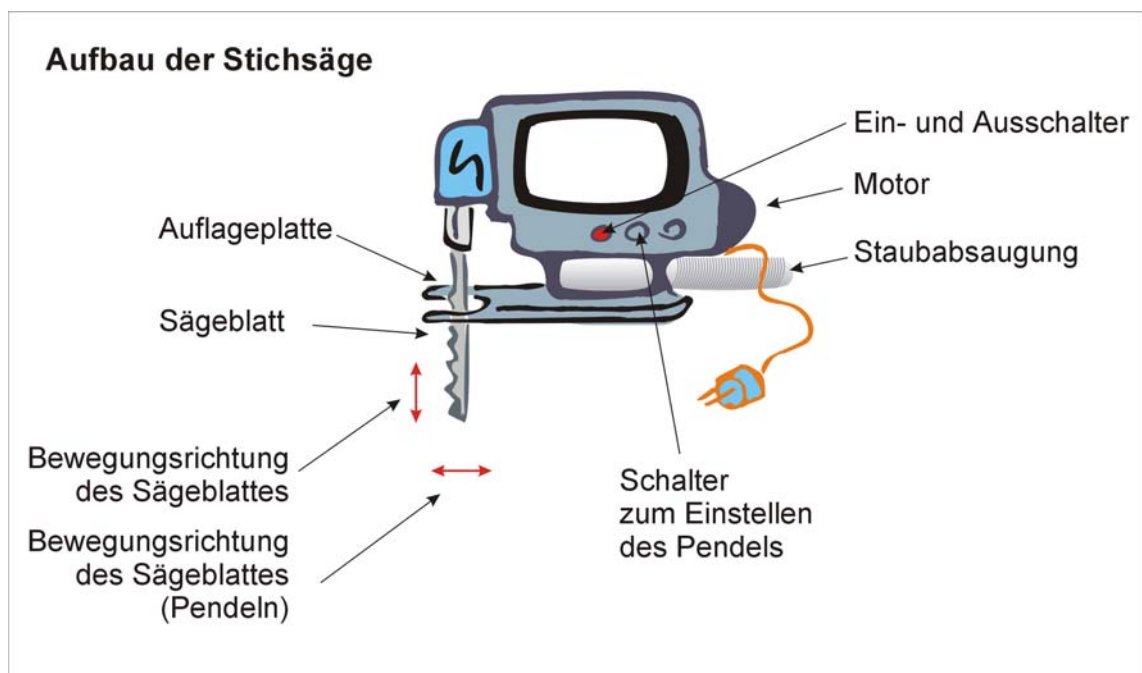 Aufbau der Stichsäge
Ein- und Ausschalter
Motor
Auflageplatte
Staubabsaugung
Sägeblatt
Bewegungsrichtung
des Sägeblattes
Schalter
zum Einstellen
des Pendels
Bewegungsrichtung
des Sägeblattes
(Pendeln)